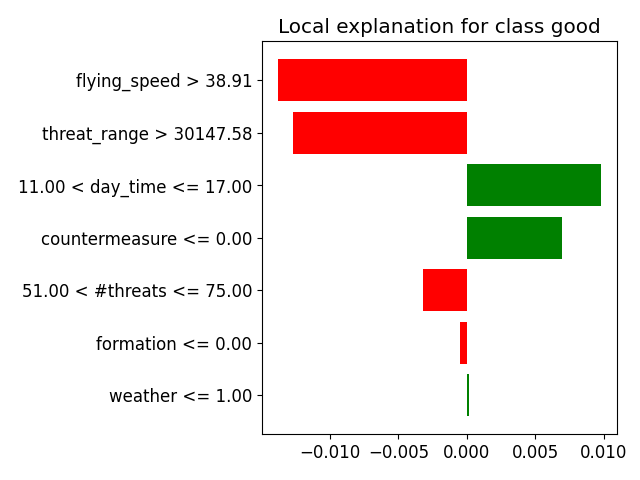 Local explanation for class good
flying_speed > 38.91
threat_range > 30147.58
11.00 < day_time <= 17.00
countermeasure <= 0.00
51.00 < #threats <= 75.00
formation <= 0.00
weather <= 1.00
−0.010 −0.005 0.000 0.005 0.010